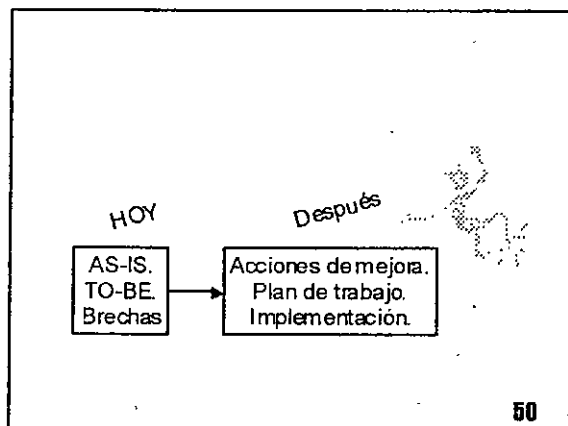 HOY
Después
AS-IS.
TO-BE.
Brechas
Acciones de mejora.
Plan de trabajo.
Implementación.
50